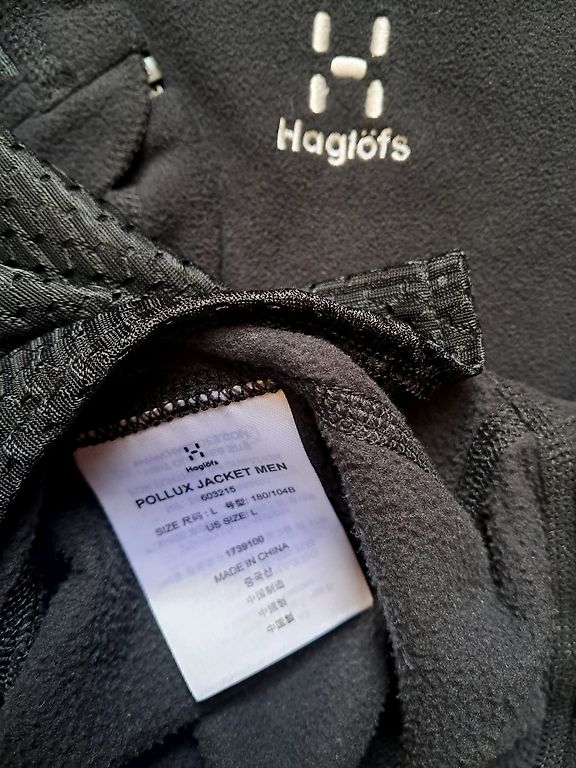 Haglöfs
Haglöfs
POLLUX JACKET MEN
603215
SIZE 尺码 : L 号型: 180/104B
US SIZE: L
1739100
MADE IN CHINA
중국산
中国制造
中國製
中国製